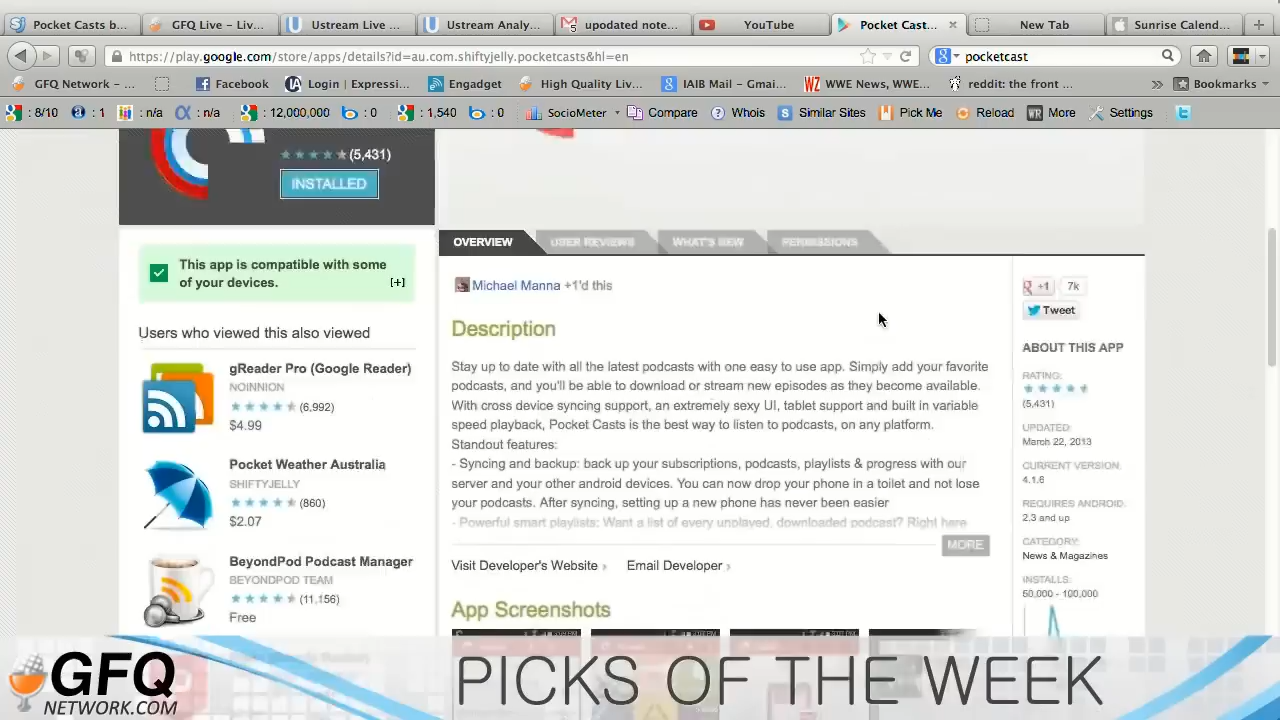 Pocket Casts b...
GFQ Live - Livi...
Ustream Live ...
Ustream Analy...
upodated note...
YouTube
Pocket Cast...
New Tab
Sunrise Calend...
https://play.google.com/store/apps/details?id=au.com.shiftyjelly.pocketcasts&hl=en
pocketcast
GFQ Network – ...
Facebook
Login | Expressi...
Engadget
High Quality Liv...
IAIB Mail – Gmai...
WWE News, WWE...
reddit: the front ...
Bookmarks
: 8/10
: 1
: n/a
: n/a
: 12,000,000
: 0
: 1,540
: 0
SocioMeter
Compare
Whois
Similar Sites
Pick Me
Reload
More
Settings
(5,431)
INSTALLED
This app is compatible with some
of your devices.
[+]
Users who viewed this also viewed
gReader Pro (Google Reader)
NOINNION
(6,992)
$4.99
Pocket Weather Australia
SHIFTYJELLY
(860)
$2.07
BeyondPod Podcast Manager
BEYONDPOD TEAM
(11,156)
Free
OVERVIEW
USER REVIEWS
WHAT'S NEW
PERMISSIONS
Michael Manna +1'd this
Description
Stay up to date with all the latest podcasts with one easy to use app. Simply add your favorite
podcasts, and you'll be able to download or stream new episodes as they become available.
With cross device syncing support, an extremely sexy UI, tablet support and built in variable
speed playback, Pocket Casts is the best way to listen to podcasts, on any platform.
Standout features:
- Syncing and backup: back up your subscriptions, podcasts, playlists & progress with our
server and your other android devices. You can now drop your phone in a toilet and not lose
your podcasts. After syncing, setting up a new phone has never been easier
- Powerful smart playlists: Want a list of every unplayed, downloaded podcast? Right here
MORE
Visit Developer's Website ›
Email Developer ›
App Screenshots
+1
7k
Tweet
ABOUT THIS APP
RATING:
(5,431)
UPDATED:
March 22, 2013
CURRENT VERSION:
4.1.6
REQUIRES ANDROID:
2.3 and up
CATEGORY:
News & Magazines
INSTALLS:
50,000 - 100,000
GFQ
NETWORK.COM
PICKS OF THE WEEK